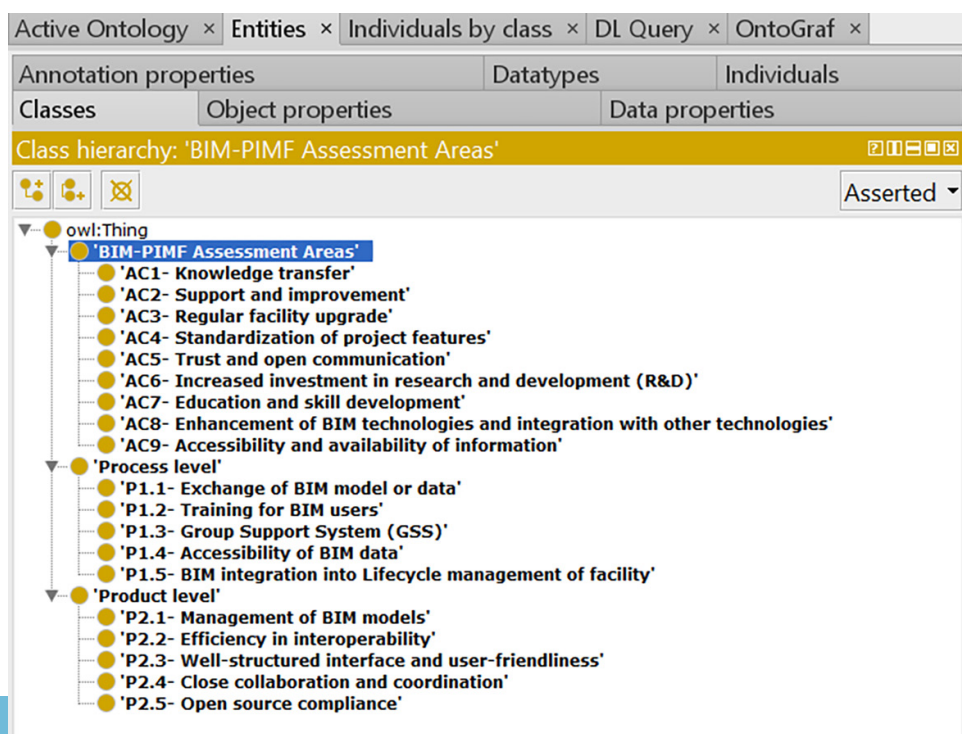 Active Ontology × Entities × Individuals by class × DL Query × OntoGraf ×
Annotation properties Datatypes Individuals
Classes Object properties Data properties
Class hierarchy: 'BIM-PIMF Assessment Areas'
Asserted
owl:Thing
'BIM-PIMF Assessment Areas'
'AC1- Knowledge transfer'
'AC2- Support and improvement'
'AC3- Regular facility upgrade'
'AC4- Standardization of project features'
'AC5- Trust and open communication'
'AC6- Increased investment in research and development (R&D)'
'AC7- Education and skill development'
'AC8- Enhancement of BIM technologies and integration with other technologies'
'AC9- Accessibility and availability of information'
'Process level'
'P1.1- Exchange of BIM model or data'
'P1.2- Training for BIM users'
'P1.3- Group Support System (GSS)'
'P1.4- Accessibility of BIM data'
'P1.5- BIM integration into Lifecycle management of facility'
'Product level'
'P2.1- Management of BIM models'
'P2.2- Efficiency in interoperability'
'P2.3- Well-structured interface and user-friendliness'
'P2.4- Close collaboration and coordination'
'P2.5- Open source compliance'